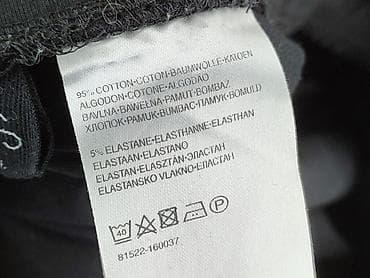 95% COTTON-COTON-BAUMWOLLE-KATOEN
ALGODON-COTONE-ALGODAO
BAVLNA-BAWEŁNA-PAMUT-BOMBAZ
ХЛОПОК-PAMUK-BUMBAC-ПАМУК-BOMULD
5% ELASTANE-ELASTHANNE-ELASTHAN
ELASTAAN-ELASTANO
ELASTAN-ELASZTÁN-ЭЛАСТАН
ELASTANSKO VLAKNO-ЕЛАСТАН
40 P
81522-160037